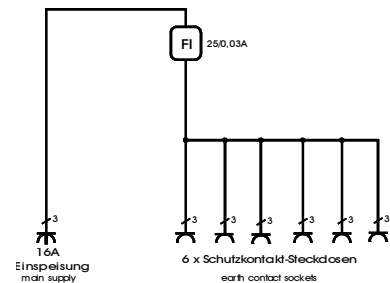 FI 25/0,03A
3 3 3 3 3 3 3
16A
Einspeisung
main supply
6 x Schutzkontakt-Steckdosen
earth contact sockets